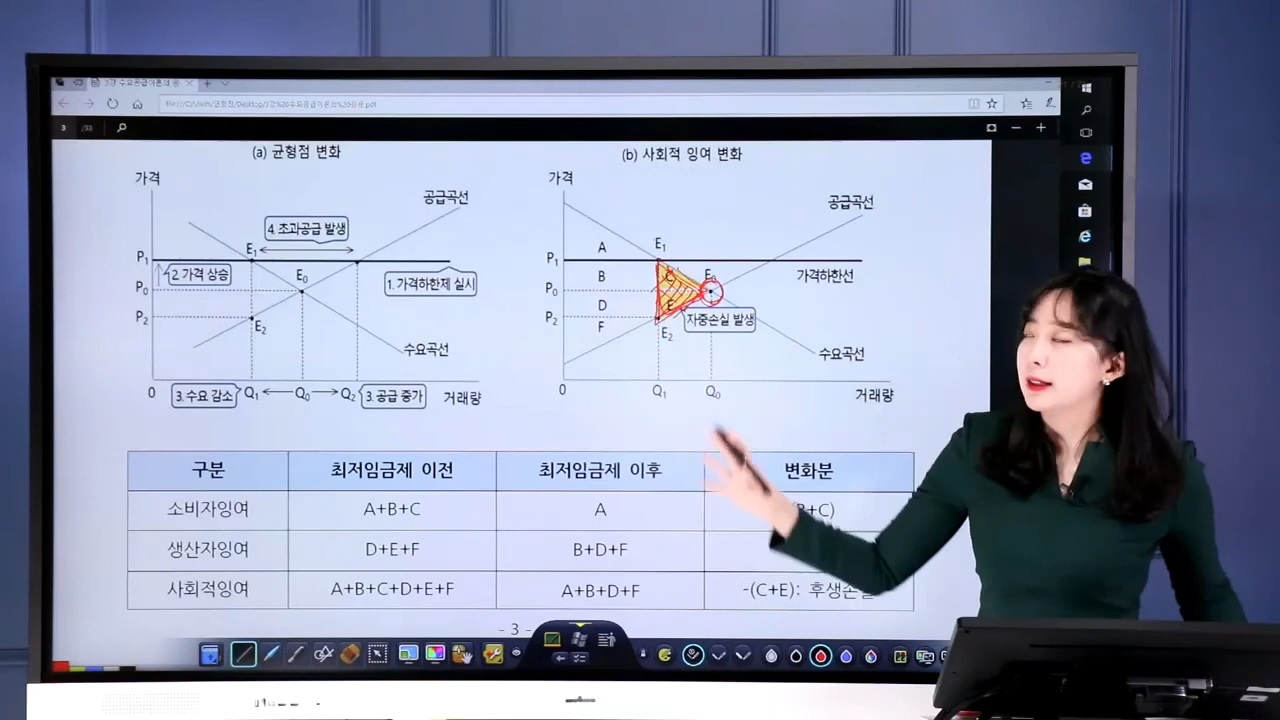 3 /33
(a) 균형점 변화
(b) 사회적 잉여 변화
가격
공급곡선
4. 초과공급 발생
E1
P1
2. 가격 상승
E0
1. 가격하한제 실시
P0
P2
E2
수요곡선
0
3. 수요 감소
Q1
Q0
Q2
3. 공급 증가
거래량
가격
공급곡선
A
E1
P1
B
C
가격하한선
P0
D
E
P2
F
자중손실 발생
E2
수요곡선
0
Q1
Q0
거래량
구분 최저임금제 이전 최저임금제 이후 변화분
소비자잉여 A+B+C A
생산자잉여 D+E+F B+D+F
사회적잉여 A+B+C+D+E+F A+B+D+F -(C+E): 후생손실
- 3 -